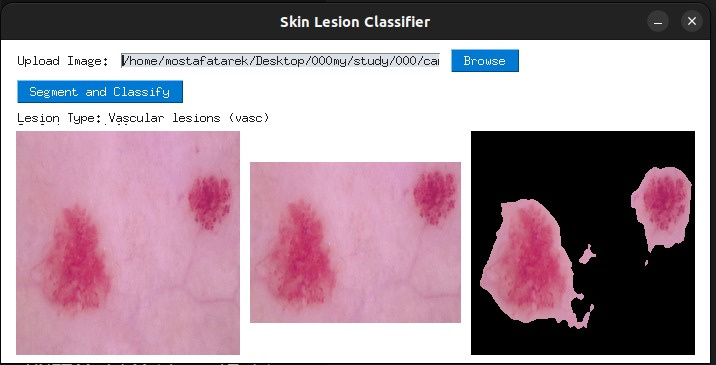 Skin Lesion Classifier
Upload Image: /home/mostafatarek/Desktop/000my/study/000/ca Browse
Segment and Classify
Lesion Type: Vascular lesions (vasc)